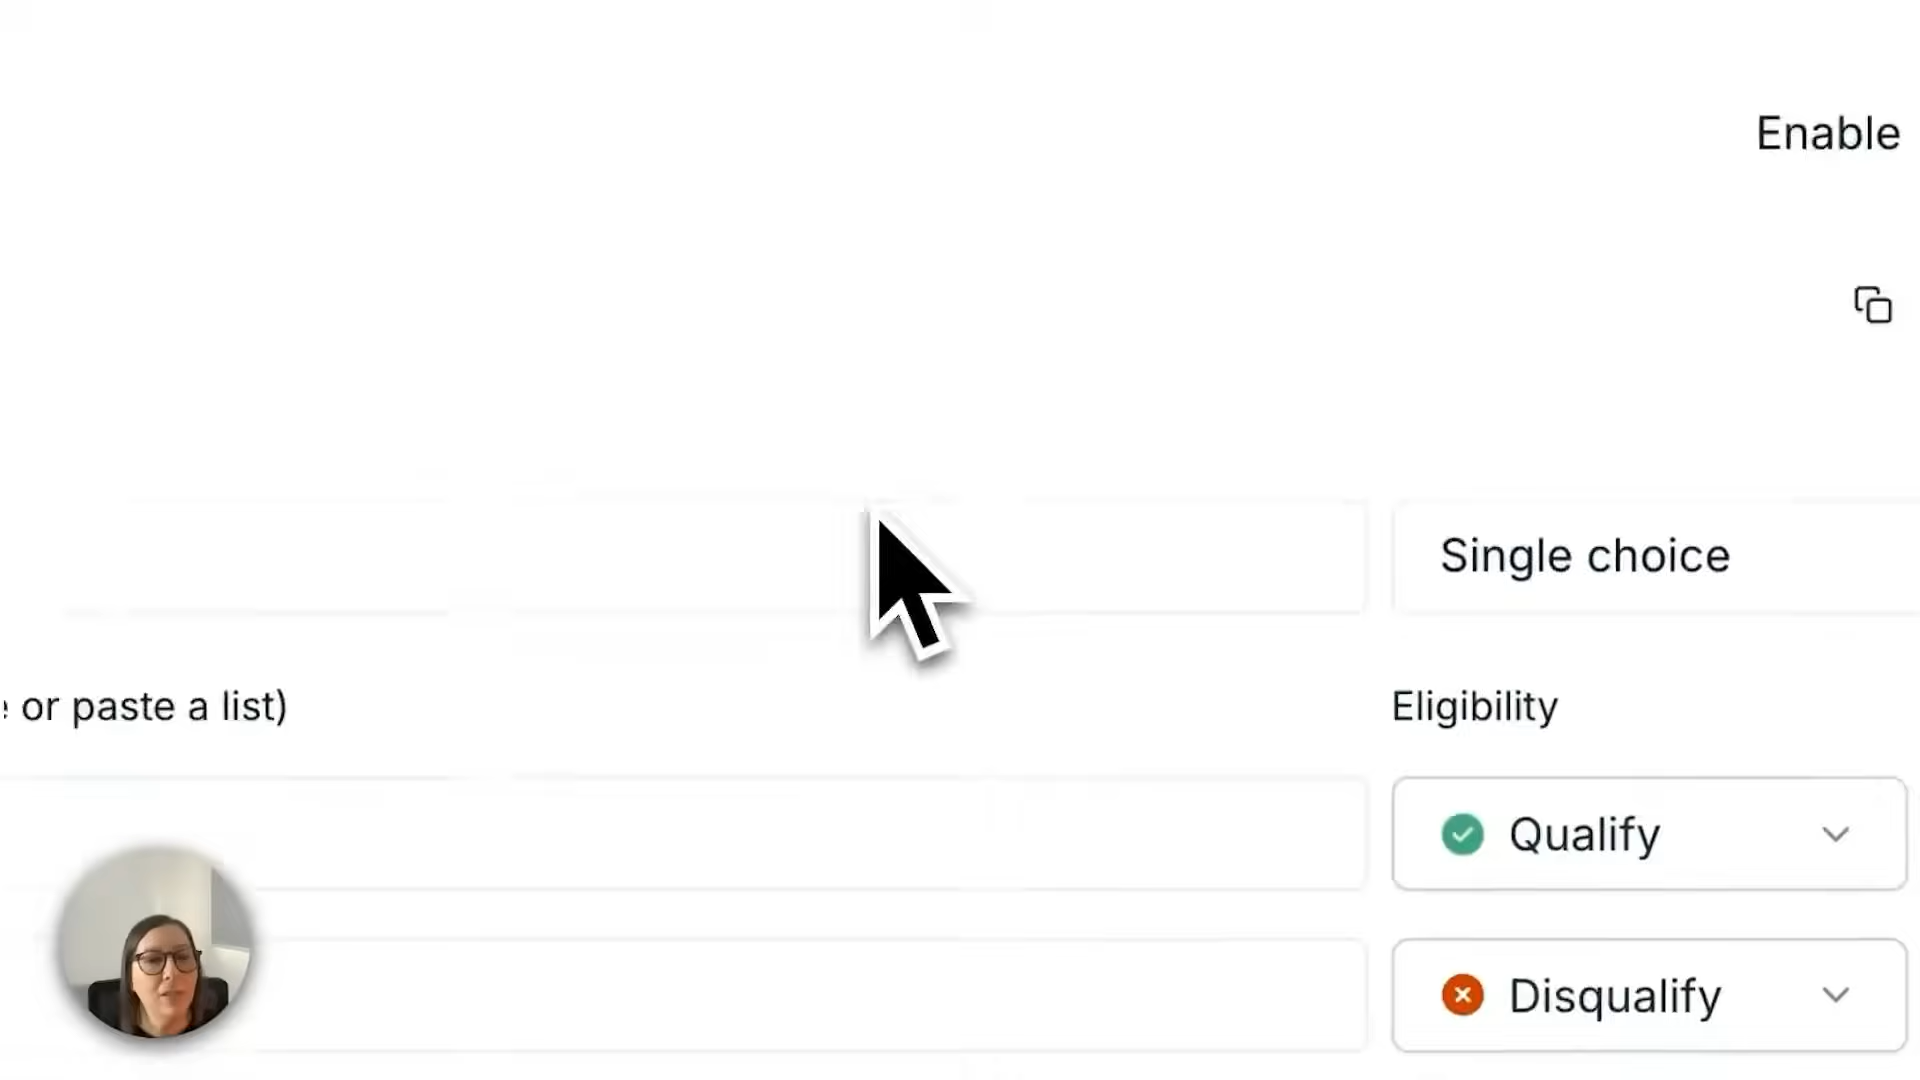 Enable
Single choice
or paste a list)
Eligibility
Qualify
Disqualify